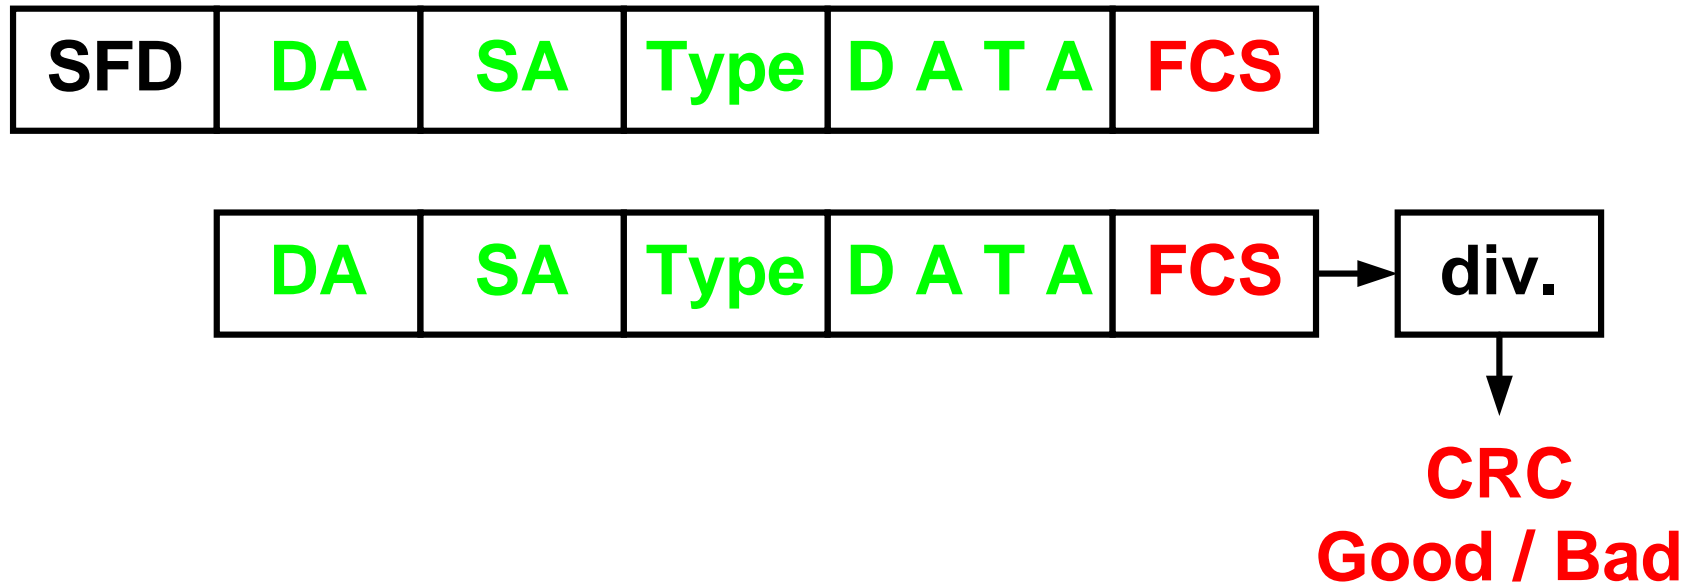 SFD DA SA Type D A T A FCS
DA SA Type D A T A FCS div.
CRC
Good / Bad